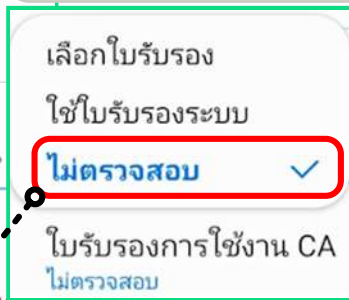 เลือกใบรับรอง
ใช้ใบรับรองระบบ
ไม่ตรวจสอบ
ใบรับรองการใช้งาน CA
ไม่ตรวจสอบ